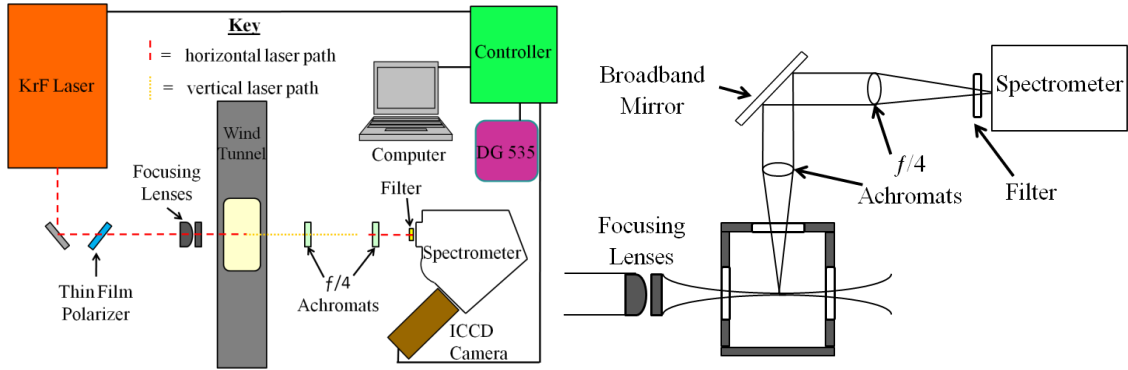 Key
= horizontal laser path
= vertical laser path
KrF Laser
Controller
Wind
Tunnel
Computer
DG 535
Focusing
Lenses
Filter
Spectrometer
Thin Film
Polarizer
f/4
Achromats
ICCD
Camera
Broadband
Mirror
Spectrometer
f/4
Achromats
Filter
Focusing
Lenses